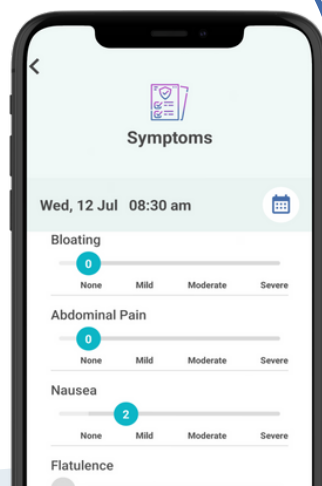 Symptoms
Wed, 12 Jul 08:30 am
Bloating
0
None Mild Moderate Severe
Abdominal Pain
0
None Mild Moderate Severe
Nausea
2
None Mild Moderate Severe
Flatulence